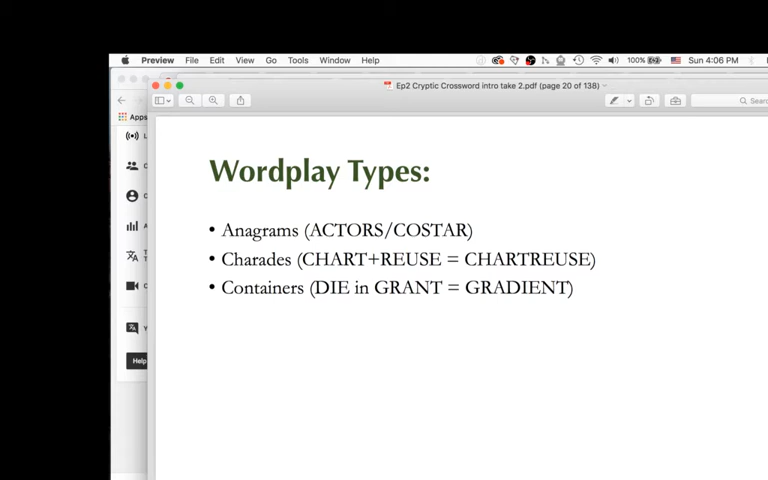 Preview File Edit View Go Tools Window Help 100% Sun 4:06 PM
Ep2 Cryptic Crossword intro take 2.pdf (page 20 of 138)
Apps
Wordplay Types:
• Anagrams (ACTORS/COSTAR)
• Charades (CHART+REUSE = CHARTREUSE)
• Containers (DIE in GRANT = GRADIENT)
Help